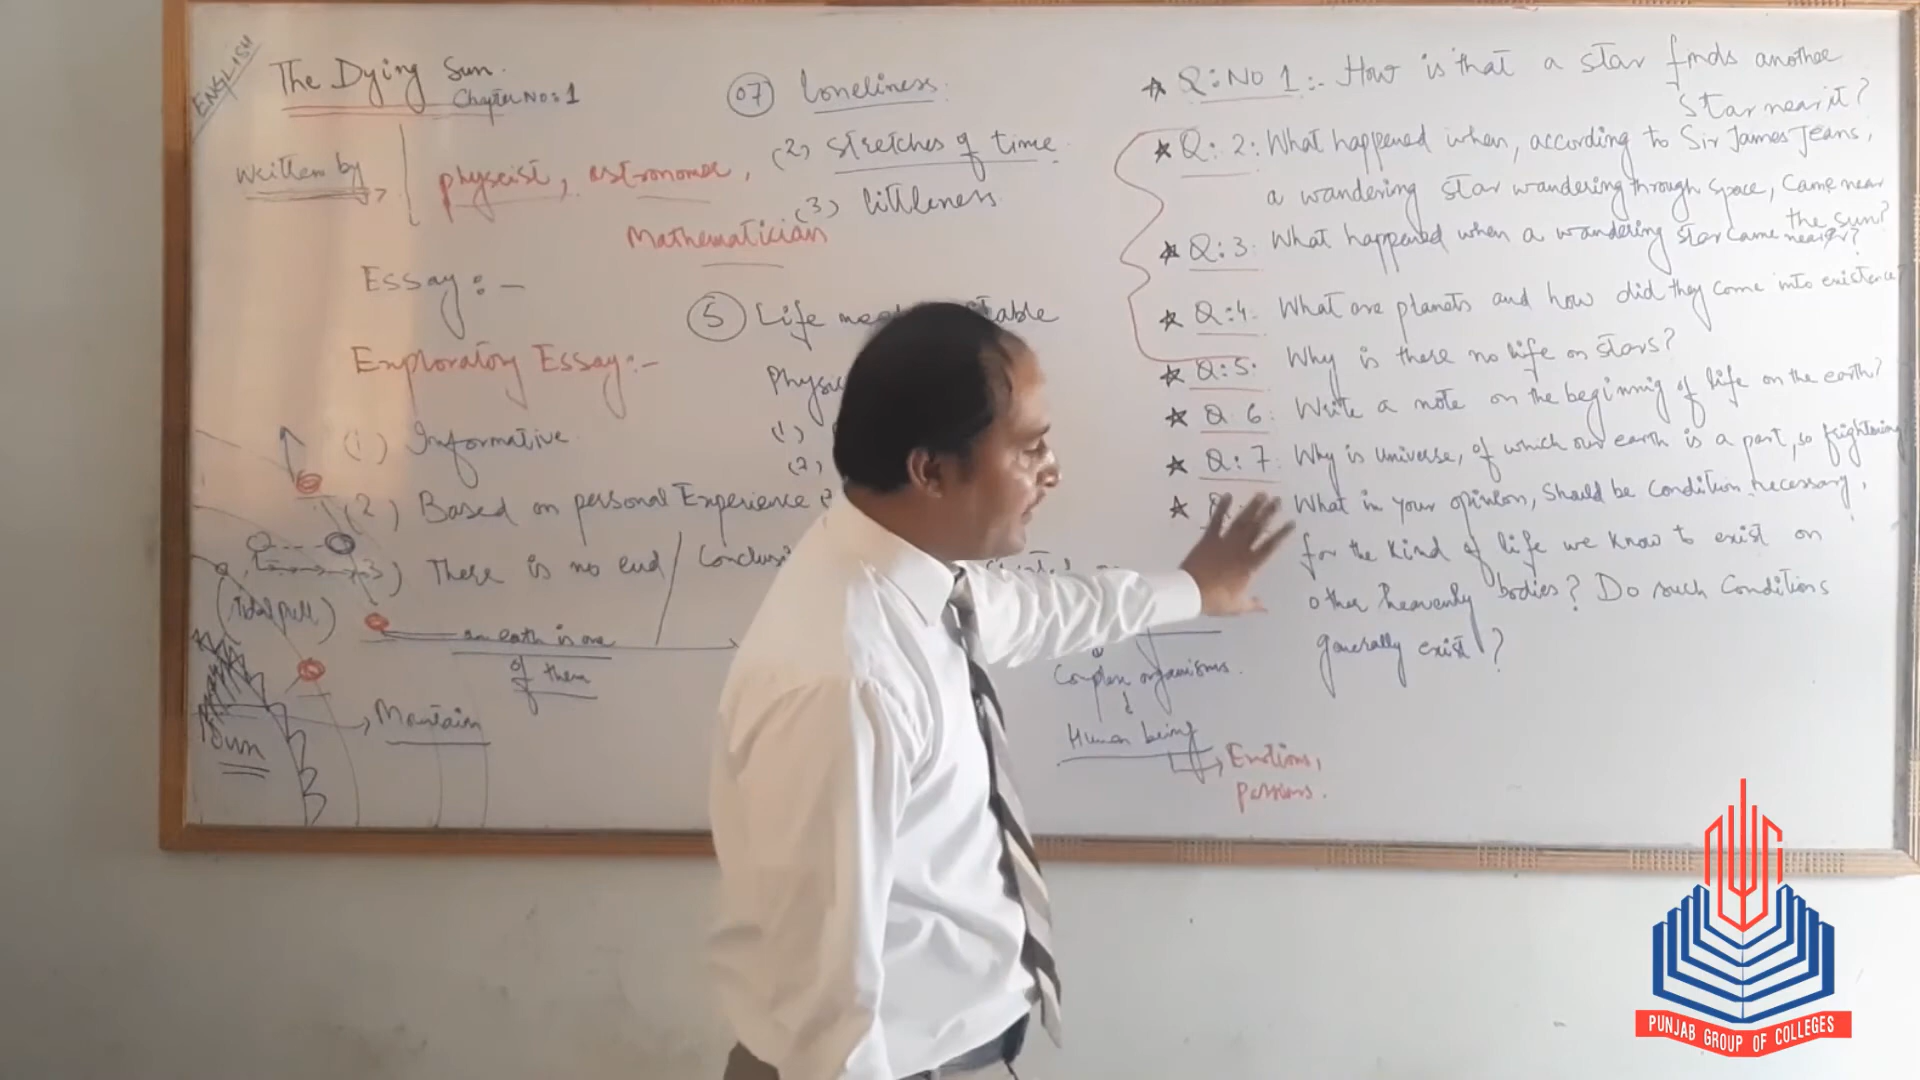 ENGLISH
The Dying Sun.
Chapter No: 1
Written by
physcist, astronomer,
Mathematician
Essay:-
Exploratory Essay:-
(1) Informative
(2) Based on personal Experience
(3) There is no end / Conclusi
(Tidal pull)
an earth is one
of them
Mountain
Sun
(07) loneliness.
(2) stretches of time
(3) littleness
(5) Life
Physic
(1)
(2)
Complex organisms.
Human being
Emotions,
passions.
Q: No 1:- How is that a star finds another
star near it?
Q: 2: What happened when, according to Sir James Jeans,
a wandering star wandering through space, came near
the sun?
Q: 3: What happened when a wandering star came nearer?
Q: 4: What are planets and how did they come into existence
Q: 5: Why is there no life on stars?
Q 6: Write a note on the beginning of life on the earth?
Q: 7: Why is universe, of which our earth is a part, so frightening
What in your opinion, should be condition necessary,
for the kind of life we know to exist on
other heavenly bodies? Do such conditions
generally exist?
PUNJAB GROUP OF COLLEGES